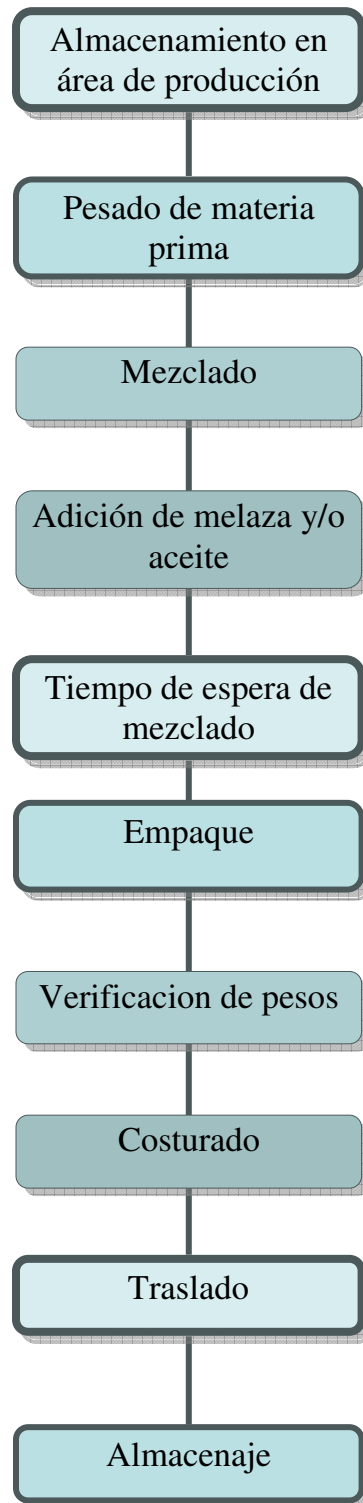 Almacenamiento en
área de producción
Pesado de materia
prima
Mezclado
Adición de melaza y/o
aceite
Tiempo de espera de
mezclado
Empaque
Verificacion de pesos
Costurado
Traslado
Almacenaje